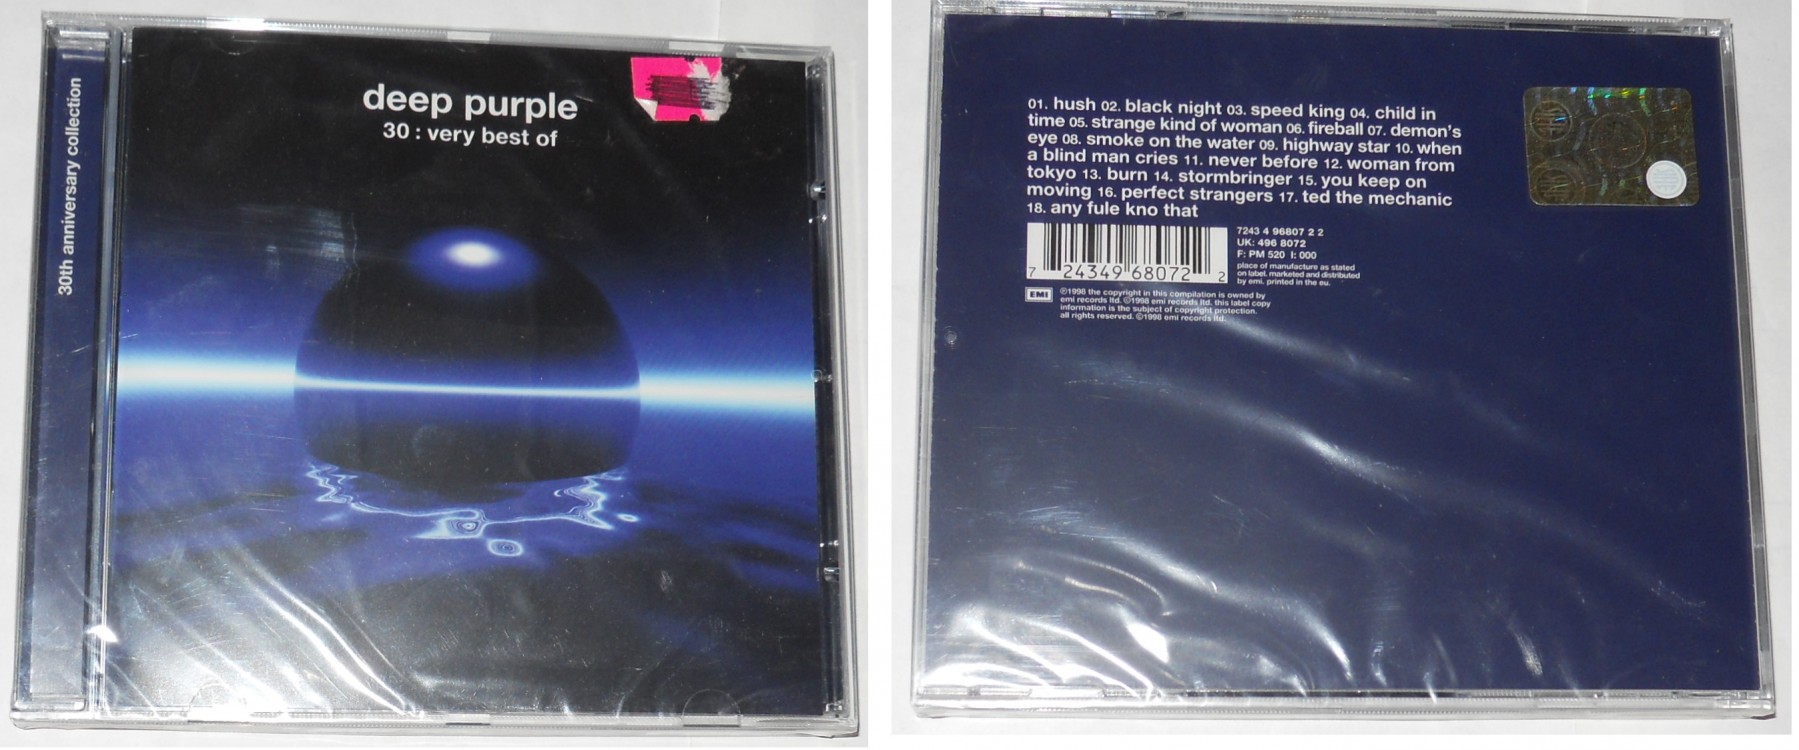 30th anniversary collection
deep purple
30 : very best of
01. hush 02. black night 03. speed king 04. child in
time 05. strange kind of woman 06. fireball 07. demon's
eye 08. smoke on the water 09. highway star 10. when
a blind man cries 11. never before 12. woman from
tokyo 13. burn 14. stormbringer 15. you keep on
moving 16. perfect strangers 17. ted the mechanic
18. any fule kno that
7 24349 68072 2
7243 4 96807 2 2
UK: 496 8072
F: PM 520 I: 000
place of manufacture as stated
on label. marketed and distributed
by emi. printed in the eu.
EMI
℗1998 the copyright in this compilation is owned by
emi records ltd. ©1998 emi records ltd. this label copy
information is the subject of copyright protection.
all rights reserved. ©1998 emi records ltd.